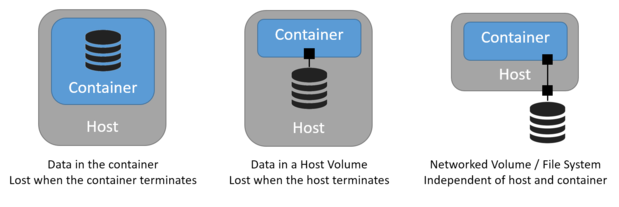 Container
Host
Data in the container
Lost when the container terminates
Container
Host
Data in a Host Volume
Lost when the host terminates
Container
Host
Networked Volume / File System
Independent of host and container